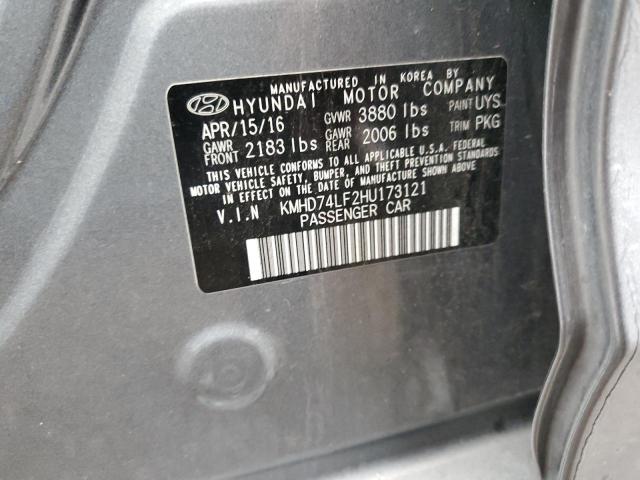 MANUFACTURED IN KOREA BY
HYUNDAI MOTOR COMPANY
APR/15/16 GVWR 3880 lbs PAINT UYS
GAWR FRONT 2183 lbs GAWR REAR 2006 lbs TRIM PKG
THIS VEHICLE CONFORMS TO ALL APPLICABLE U.S.A. FEDERAL
MOTOR VEHICLE SAFETY, BUMPER, AND THEFT PREVENTION STANDARDS
IN EFFECT ON THE DATE OF MANUFACTURE SHOWN ABOVE
V.I.N KMHD74LF2HU173121
PASSENGER CAR